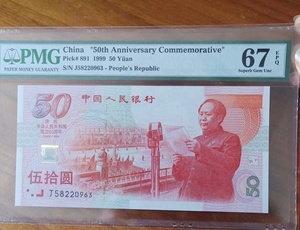 PMG
PAPER MONEY GUARANTY
China "50th Anniversary Commemorative"
Pick# 891 1999 50 Yüan
S/N J58220963 - People's Republic
67 EPQ
Superb Gem Unc
50
中国人民银行
伍拾圆
J58220963
50